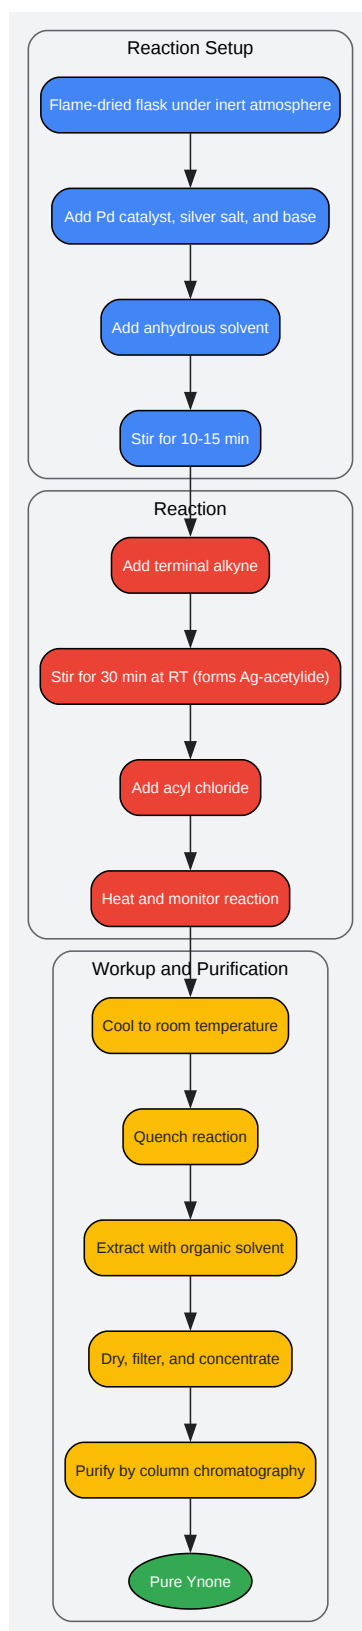 Reaction Setup
Flame-dried flask under inert atmosphere
Add Pd catalyst, silver salt, and base
Add anhydrous solvent
Stir for 10-15 min
Reaction
Add terminal alkyne
Stir for 30 min at RT (forms Ag-acetylide)
Add acyl chloride
Heat and monitor reaction
Workup and Purification
Cool to room temperature
Quench reaction
Extract with organic solvent
Dry, filter, and concentrate
Purify by column chromatography
Pure Ynone